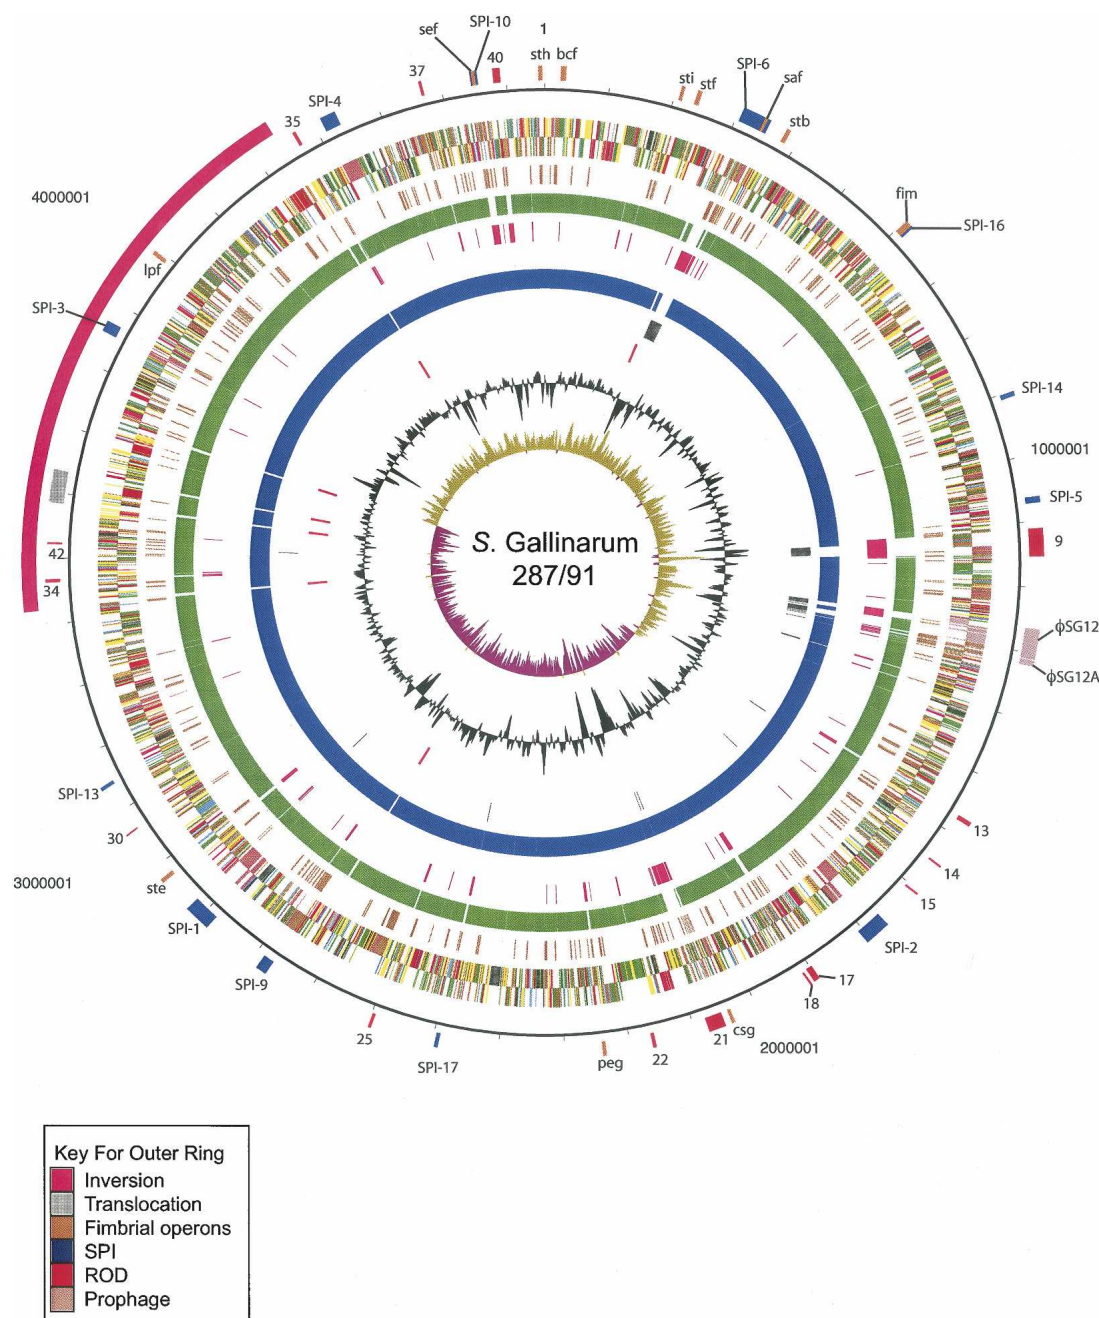 1
sth bcf
sti stf
SPI-6
saf
stb
fim
SPI-16
SPI-14
1000001
SPI-5
9
ϕSG12
ϕSG12A
13
14
15
SPI-2
17
18
2000001
csg
21
22
peg
SPI-17
25
SPI-9
SPI-1
ste
3000001
30
SPI-13
34
42
SPI-3
lpf
4000001
35
SPI-4
37
sef
SPI-10
40
S. Gallinarum
287/91
Key For Outer Ring
Inversion
Translocation
Fimbrial operons
SPI
ROD
Prophage